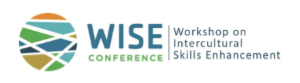 WISE
CONFERENCE
Workshop on
Intercultural
Skills Enhancement